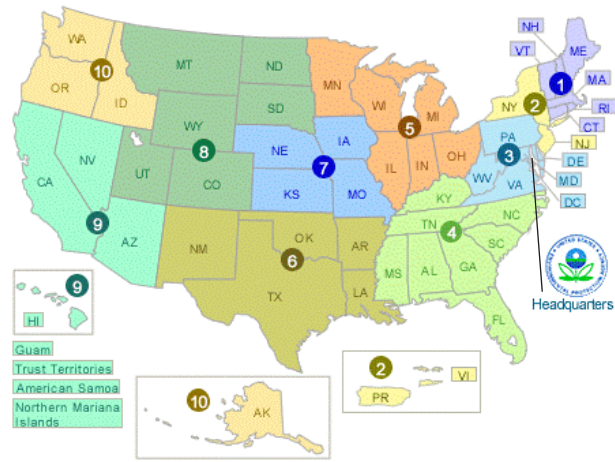 NH
VT
ME
WA
MT
ND
MN
MA
10
1
OR
ID
SD
WI
MI
NY
2
RI
CT
WY
5
PA
NJ
NV
8
NE
IA
3
DE
CA
UT
CO
7
IL
IN
OH
WV
VA
MD
KS
MO
KY
DC
9
AZ
NM
OK
AR
TN
4
NC
6
SC
TX
LA
MS
AL
GA
9
HI
FL
Headquarters
Guam
Trust Territories
American Samoa
Northern Mariana
Islands
10
AK
2
PR
VI